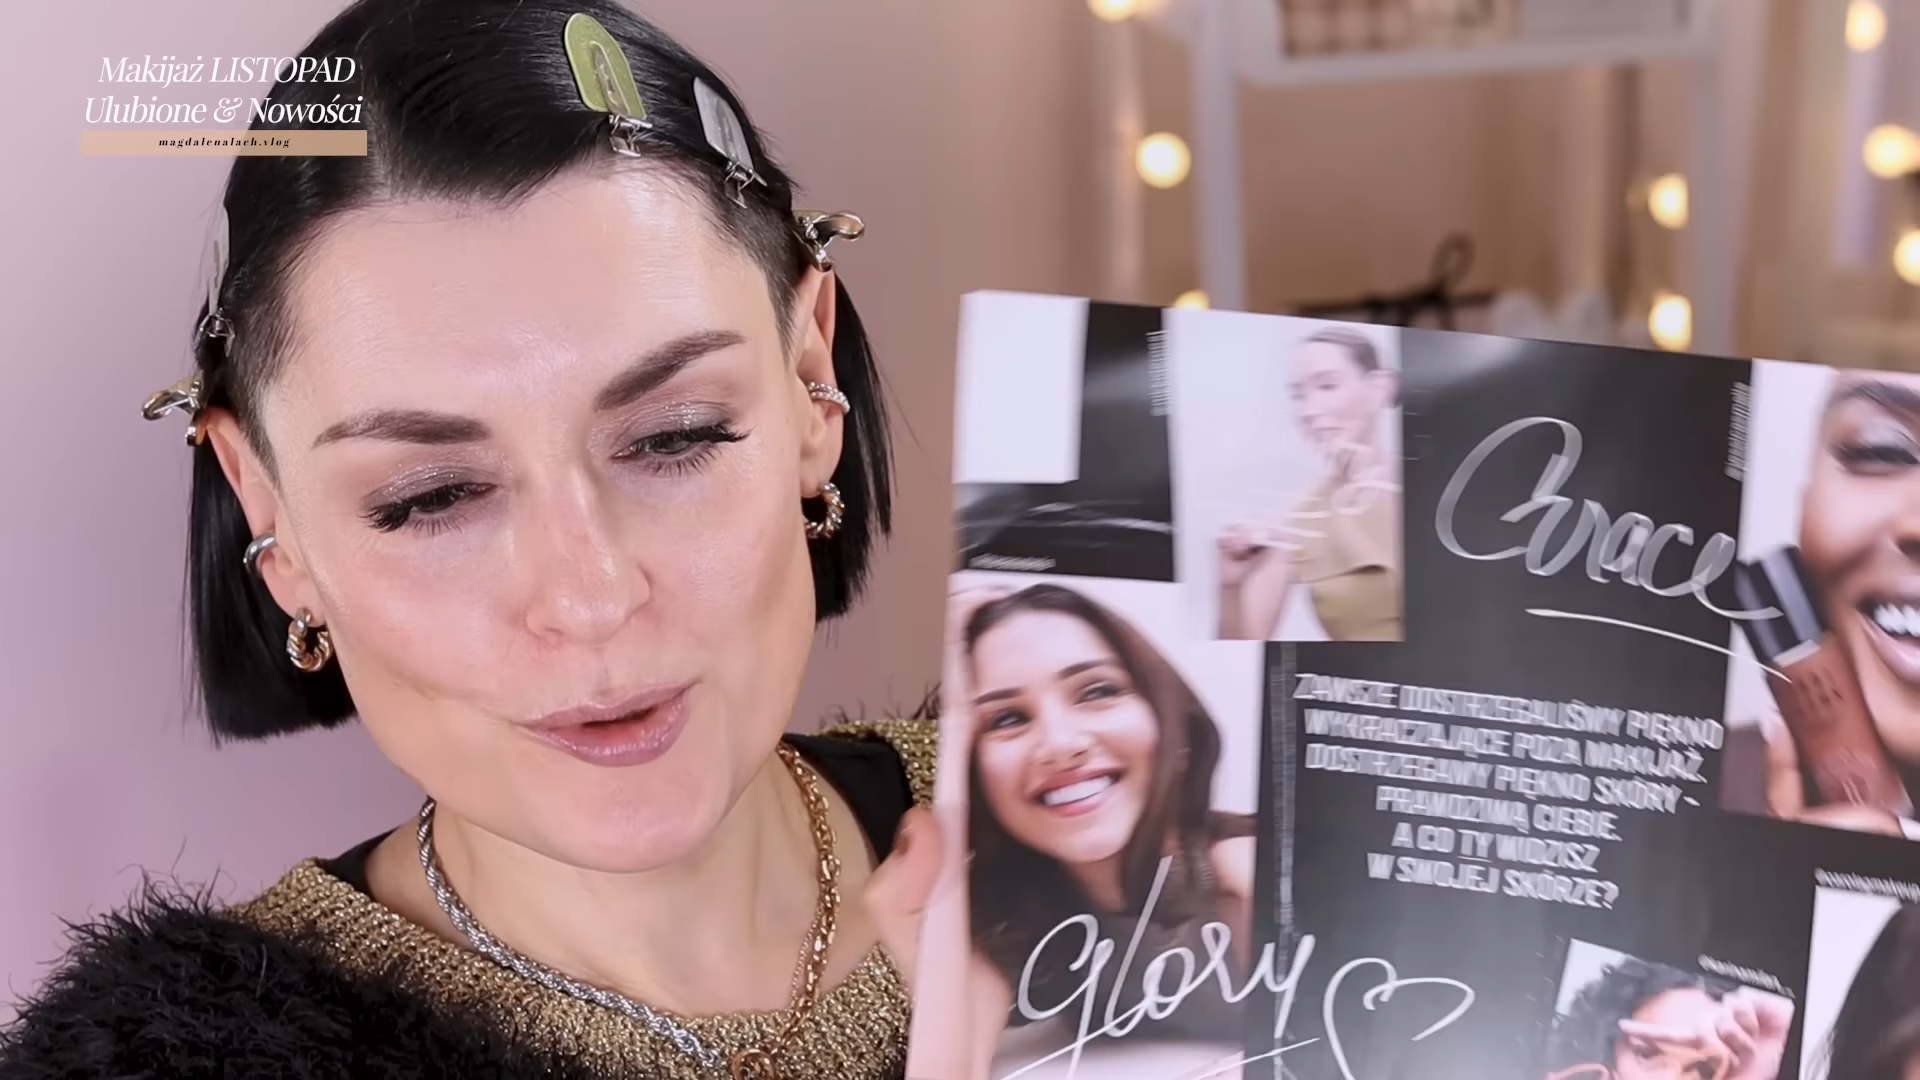 Makijaż LISTOPAD
Ulubione & Nowości
magdalenalach.vlog
Grace
ZAWSZE DOSTRZEGALIŚMY PIĘKNO
WYKRACZAJĄCE POZA MAKIJAŻ.
DOSTRZEGAMY PIĘKNO SKÓRY -
PRAWDZIWĄ CIEBIE.
A CO TY WIDZISZ
W SWOJEJ SKÓRZE?
Glory